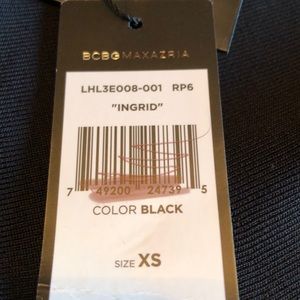 BCBGMAXAZRIA
LHL3E008-001 RP6
"INGRID"
7 49200 24739 5
COLOR BLACK
SIZE XS